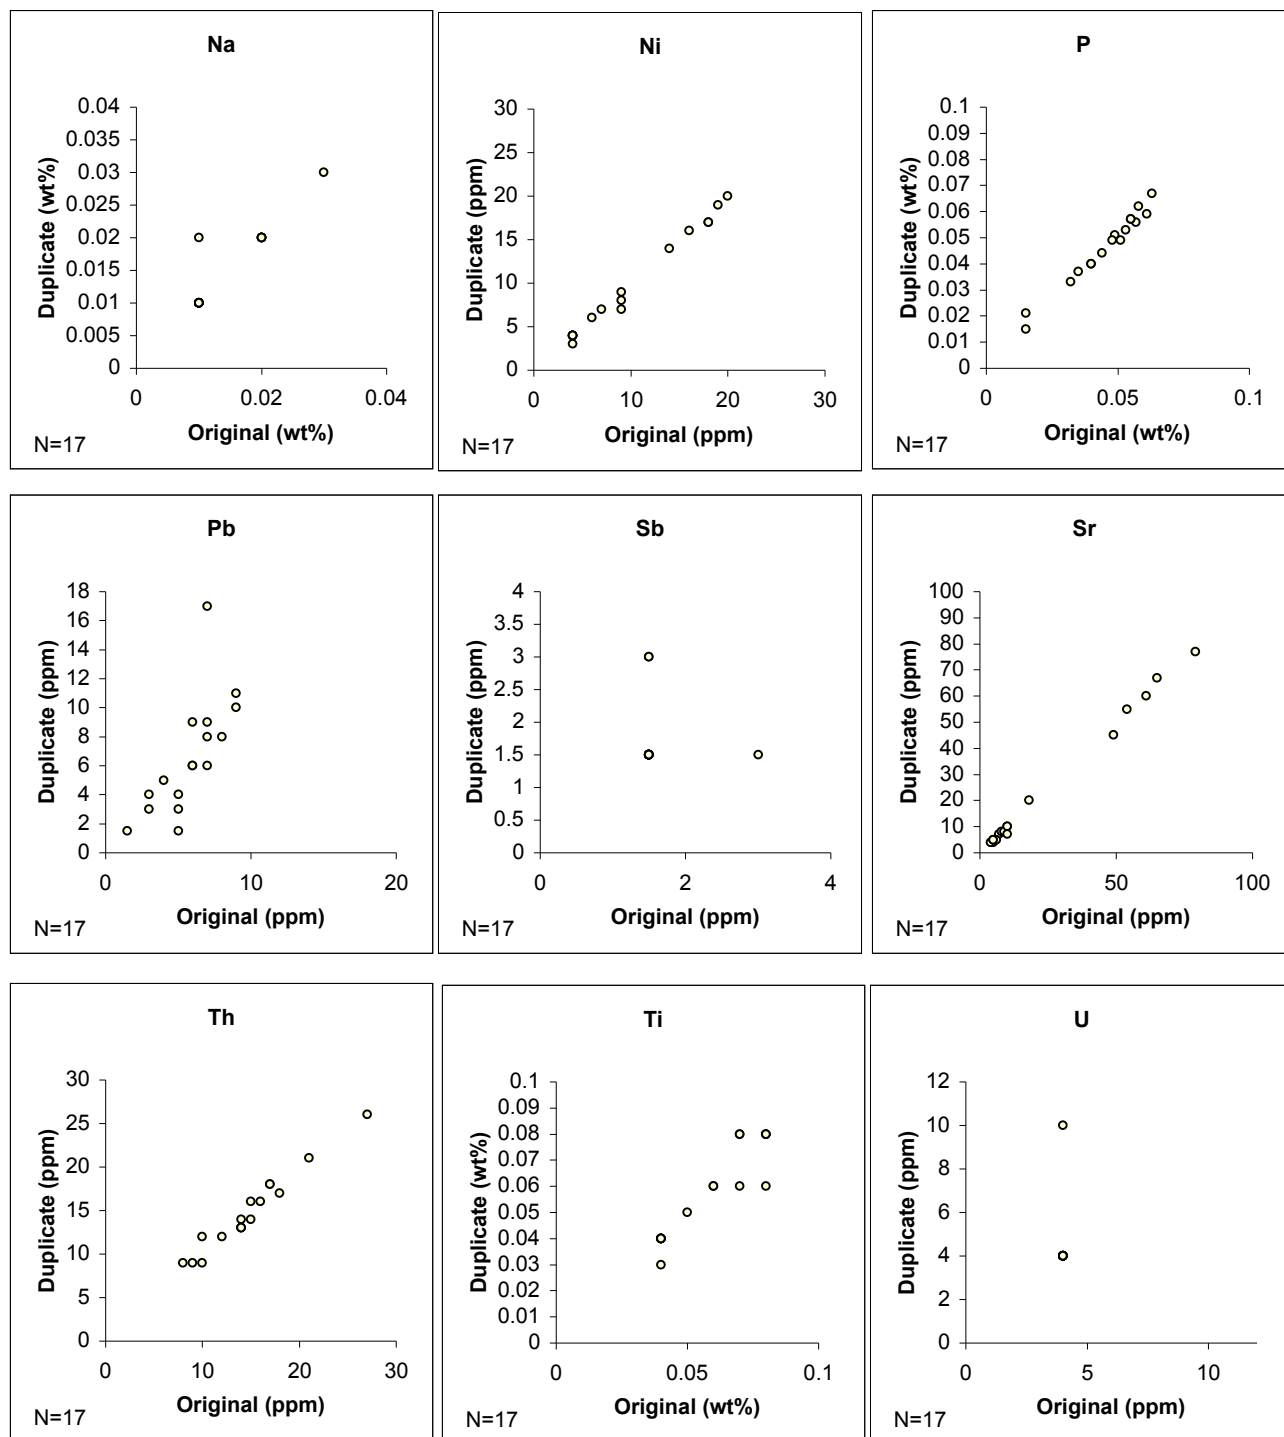 Na
0.04
0.035
0.03
0.025
0.02
0.015
0.01
0.005
0
Duplicate (wt%)
0 0.02 0.04
Original (wt%)
N=17
Ni
30
25
20
15
10
5
0
Duplicate (ppm)
0 10 20 30
Original (ppm)
N=17
P
0.1
0.09
0.08
0.07
0.06
0.05
0.04
0.03
0.02
0.01
0
Duplicate (wt%)
0 0.05 0.1
Original (wt%)
N=17
Pb
18
16
14
12
10
8
6
4
2
0
Duplicate (ppm)
0 10 20
Original (ppm)
N=17
Sb
4
3.5
3
2.5
2
1.5
1
0.5
0
Duplicate (ppm)
0 2 4
Original (ppm)
N=17
Sr
100
90
80
70
60
50
40
30
20
10
0
Duplicate (ppm)
0 50 100
Original (ppm)
N=17
Th
30
25
20
15
10
5
0
Duplicate (ppm)
0 10 20 30
Original (ppm)
N=17
Ti
0.1
0.09
0.08
0.07
0.06
0.05
0.04
0.03
0.02
0.01
0
Duplicate (wt%)
0 0.05 0.1
Original (wt%)
N=17
U
12
10
8
6
4
2
0
Duplicate (ppm)
0 5 10
Original (ppm)
N=17